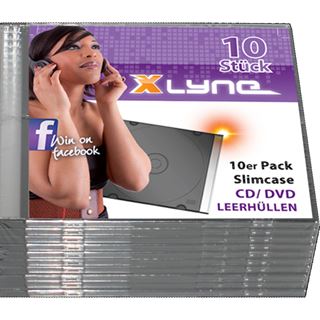 10
Stück
XLYNE
f Win on
facebook
10er Pack
Slimcase
CD/DVD
LEERHÜLLEN